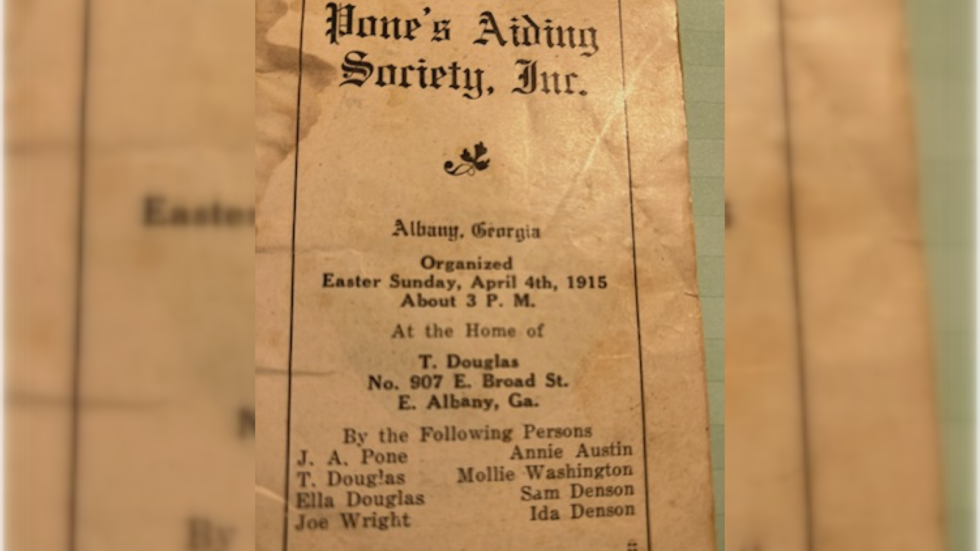 Pone's Aiding
Society, Inc.
Albany, Georgia
Organized
Easter Sunday, April 4th, 1915
About 3 P. M.
At the Home of
T. Douglas
No. 907 E. Broad St.
E. Albany, Ga.
By the Following Persons
J. A. Pone
T. Douglas
Ella Douglas
Joe Wright
Annie Austin
Mollie Washington
Sam Denson
Ida Denson